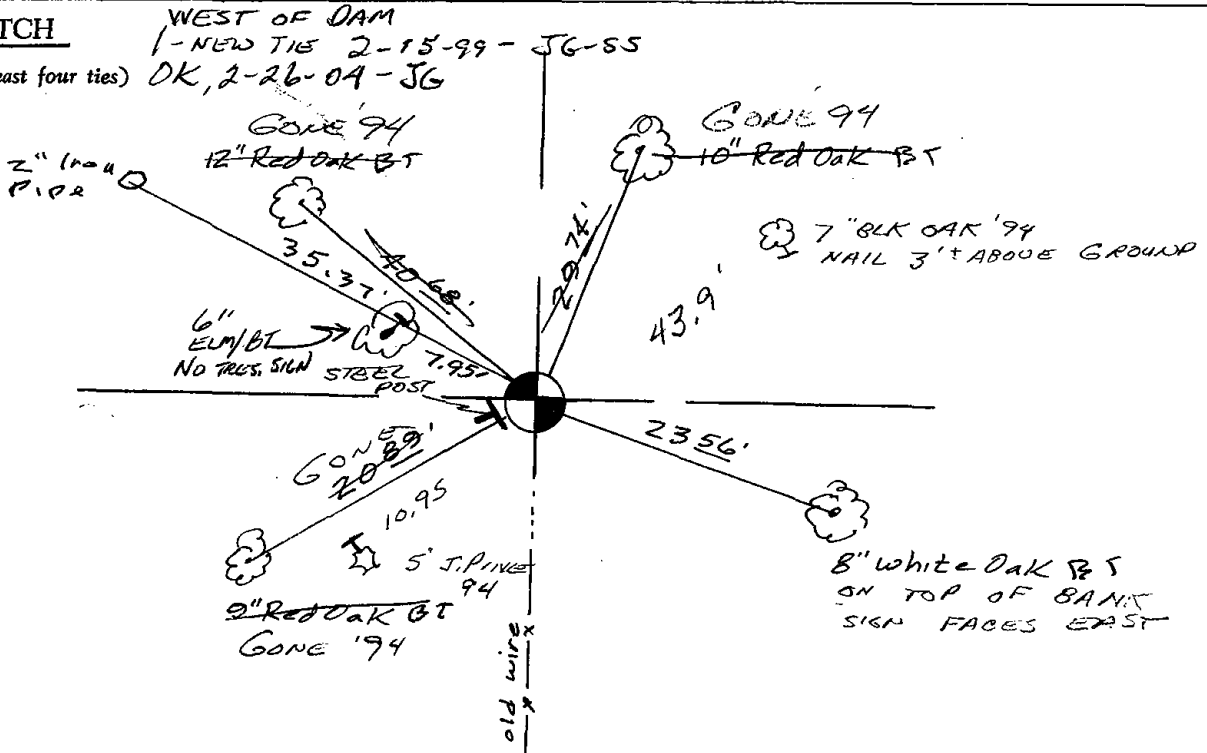 TCH
WEST OF DAM
1-NEW TIE 2-15-99 - JG-SS
east four ties) OK, 2-26-04 - JG
GONE '94
12" Red Oak BT
GONE '94
10" Red Oak BT
2" Iron
Pipe
7" BLK OAK '94
NAIL 3'± ABOVE GROUND
35.37'
40.68'
29.74'
43.9'
6"
ELM/BT
NO TRES. SIGN
STEEL
POST
7.95'
GONE
20.89'
23.56'
10.95
5" J.PINE
94
9" Red Oak BT
GONE '94
8" White Oak BT
ON TOP OF BANK
SIGN FACES EAST
x old wire x